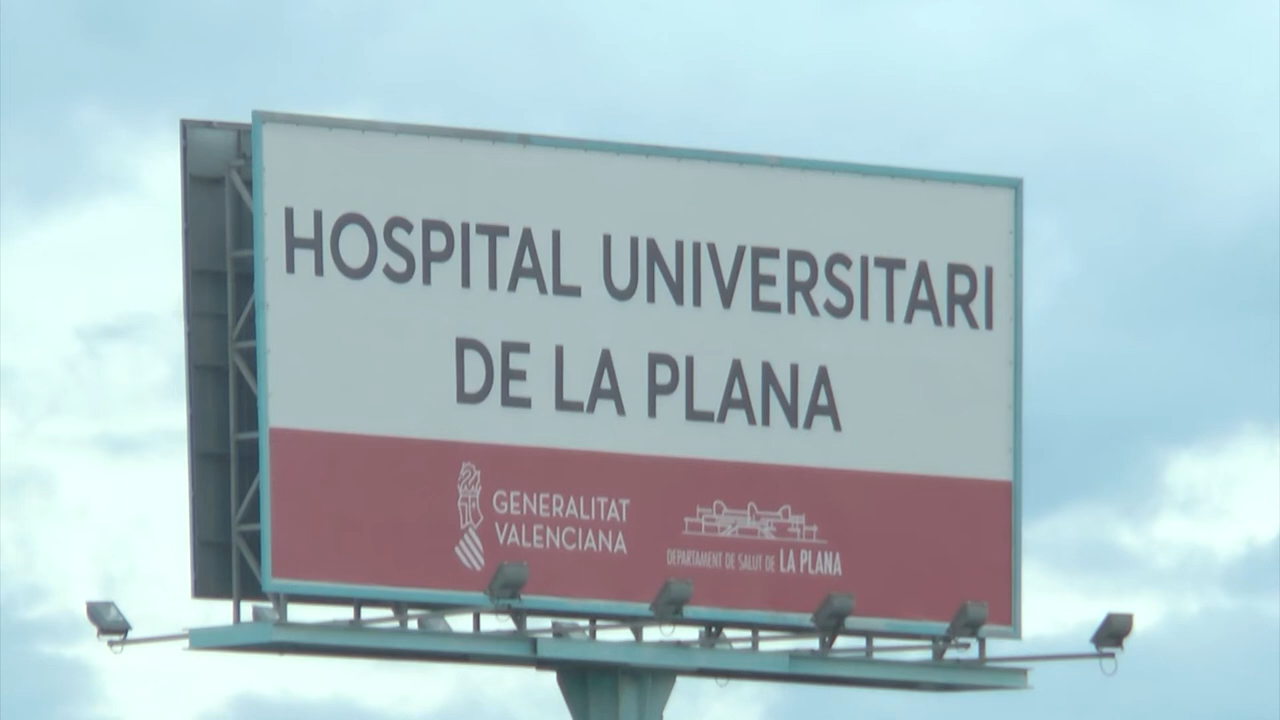 HOSPITAL UNIVERSITARI
DE LA PLANA
GENERALITAT
VALENCIANA
DEPARTAMENT DE SALUT DE LA PLANA